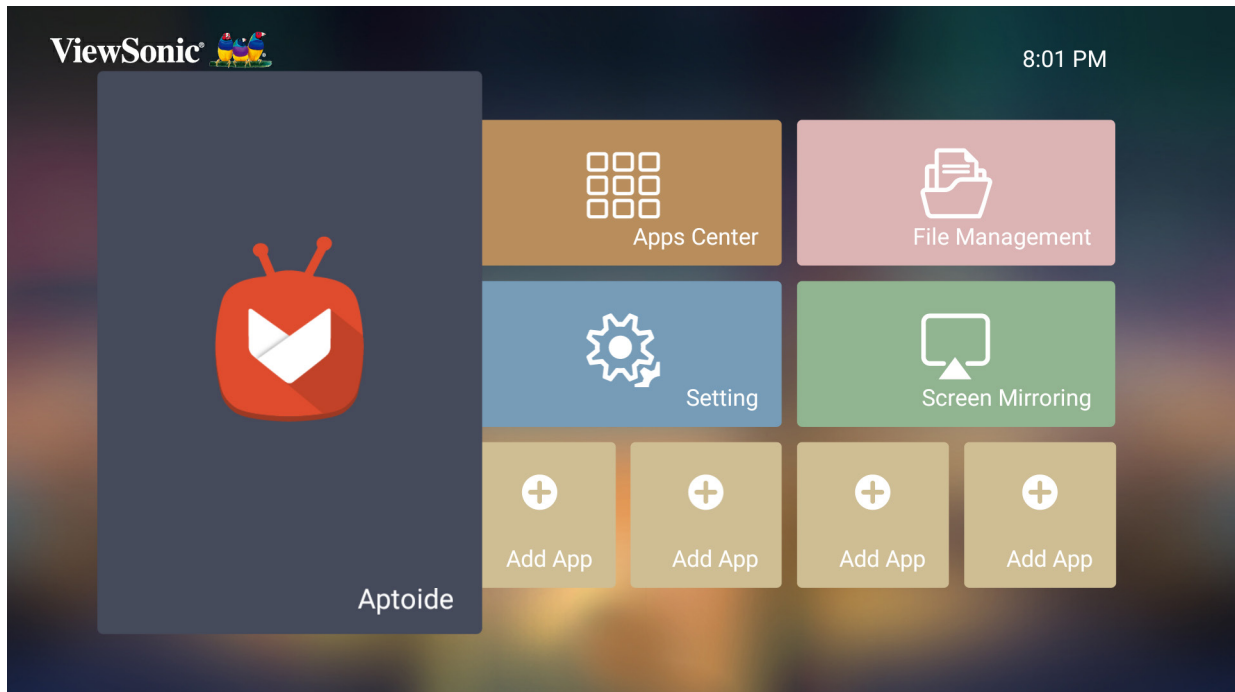 ViewSonic®
8:01 PM
Apps Center
File Management
Setting
Screen Mirroring
Add App
Add App
Add App
Add App
Aptoide